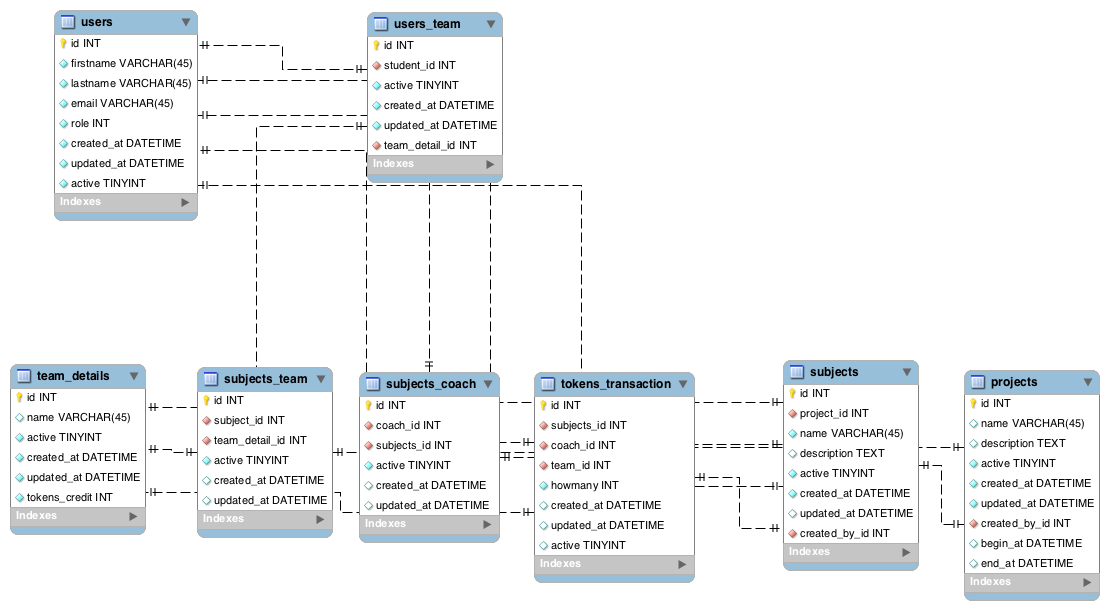 users
id INT
firstname VARCHAR(45)
lastname VARCHAR(45)
email VARCHAR(45)
role INT
created_at DATETIME
updated_at DATETIME
active TINYINT
Indexes
users_team
id INT
student_id INT
active TINYINT
created_at DATETIME
updated_at DATETIME
team_detail_id INT
Indexes
team_details
id INT
name VARCHAR(45)
active TINYINT
created_at DATETIME
updated_at DATETIME
tokens_credit INT
Indexes
subjects_team
id INT
subject_id INT
team_detail_id INT
active TINYINT
created_at DATETIME
updated_at DATETIME
Indexes
subjects_coach
id INT
coach_id INT
subjects_id INT
active TINYINT
created_at DATETIME
updated_at DATETIME
Indexes
tokens_transaction
id INT
subjects_id INT
coach_id INT
team_id INT
howmany INT
created_at DATETIME
updated_at DATETIME
active TINYINT
Indexes
subjects
id INT
project_id INT
name VARCHAR(45)
description TEXT
active TINYINT
created_at DATETIME
updated_at DATETIME
created_by_id INT
Indexes
projects
id INT
name VARCHAR(45)
description TEXT
active TINYINT
created_at DATETIME
updated_at DATETIME
created_by_id INT
begin_at DATETIME
end_at DATETIME
Indexes